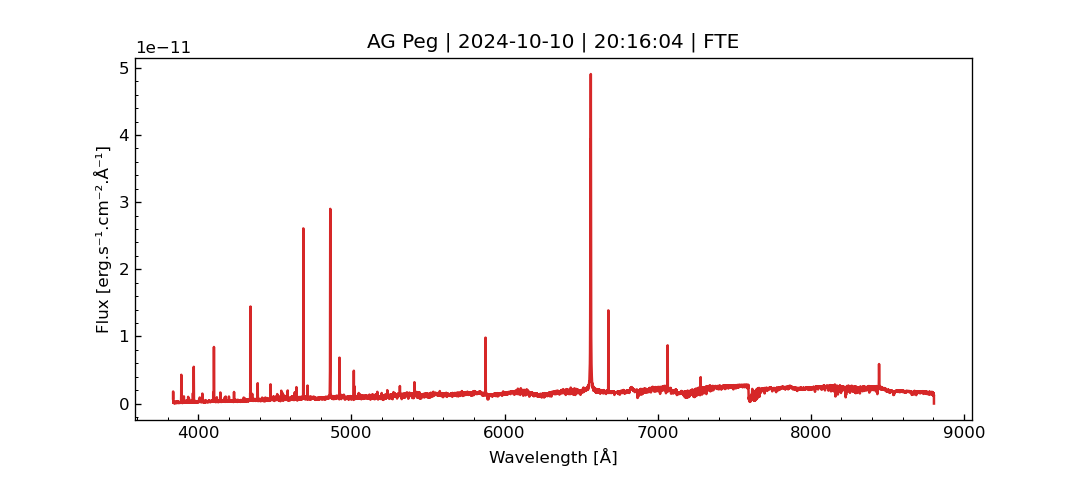 AG Peg | 2024-10-10 | 20:16:04 | FTE
1e−11
5
4
3
2
1
0
Flux [erg.s⁻¹.cm⁻².Å⁻¹]
4000 5000 6000 7000 8000 9000
Wavelength [Å]